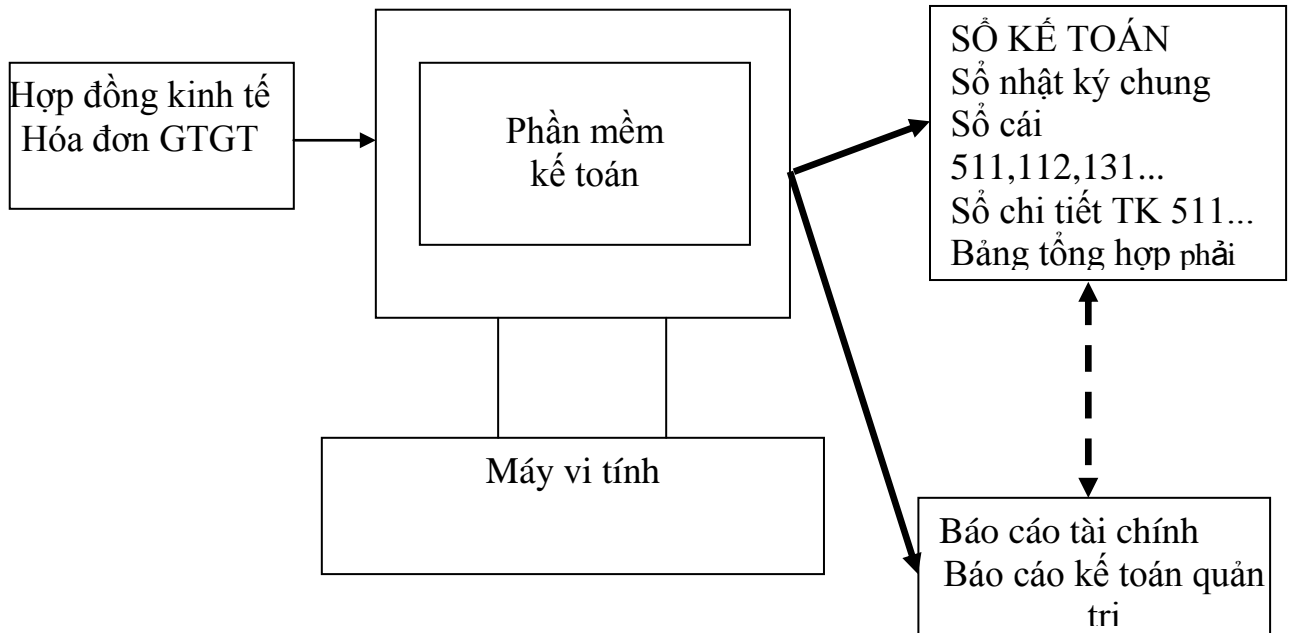 Hợp đồng kinh tế
Hóa đơn GTGT
Phần mềm
kế toán
Máy vi tính
SỔ KẾ TOÁN
Sổ nhật ký chung
Sổ cái
511,112,131...
Sổ chi tiết TK 511...
Bảng tổng hợp phải
Báo cáo tài chính
Báo cáo kế toán quản
trị